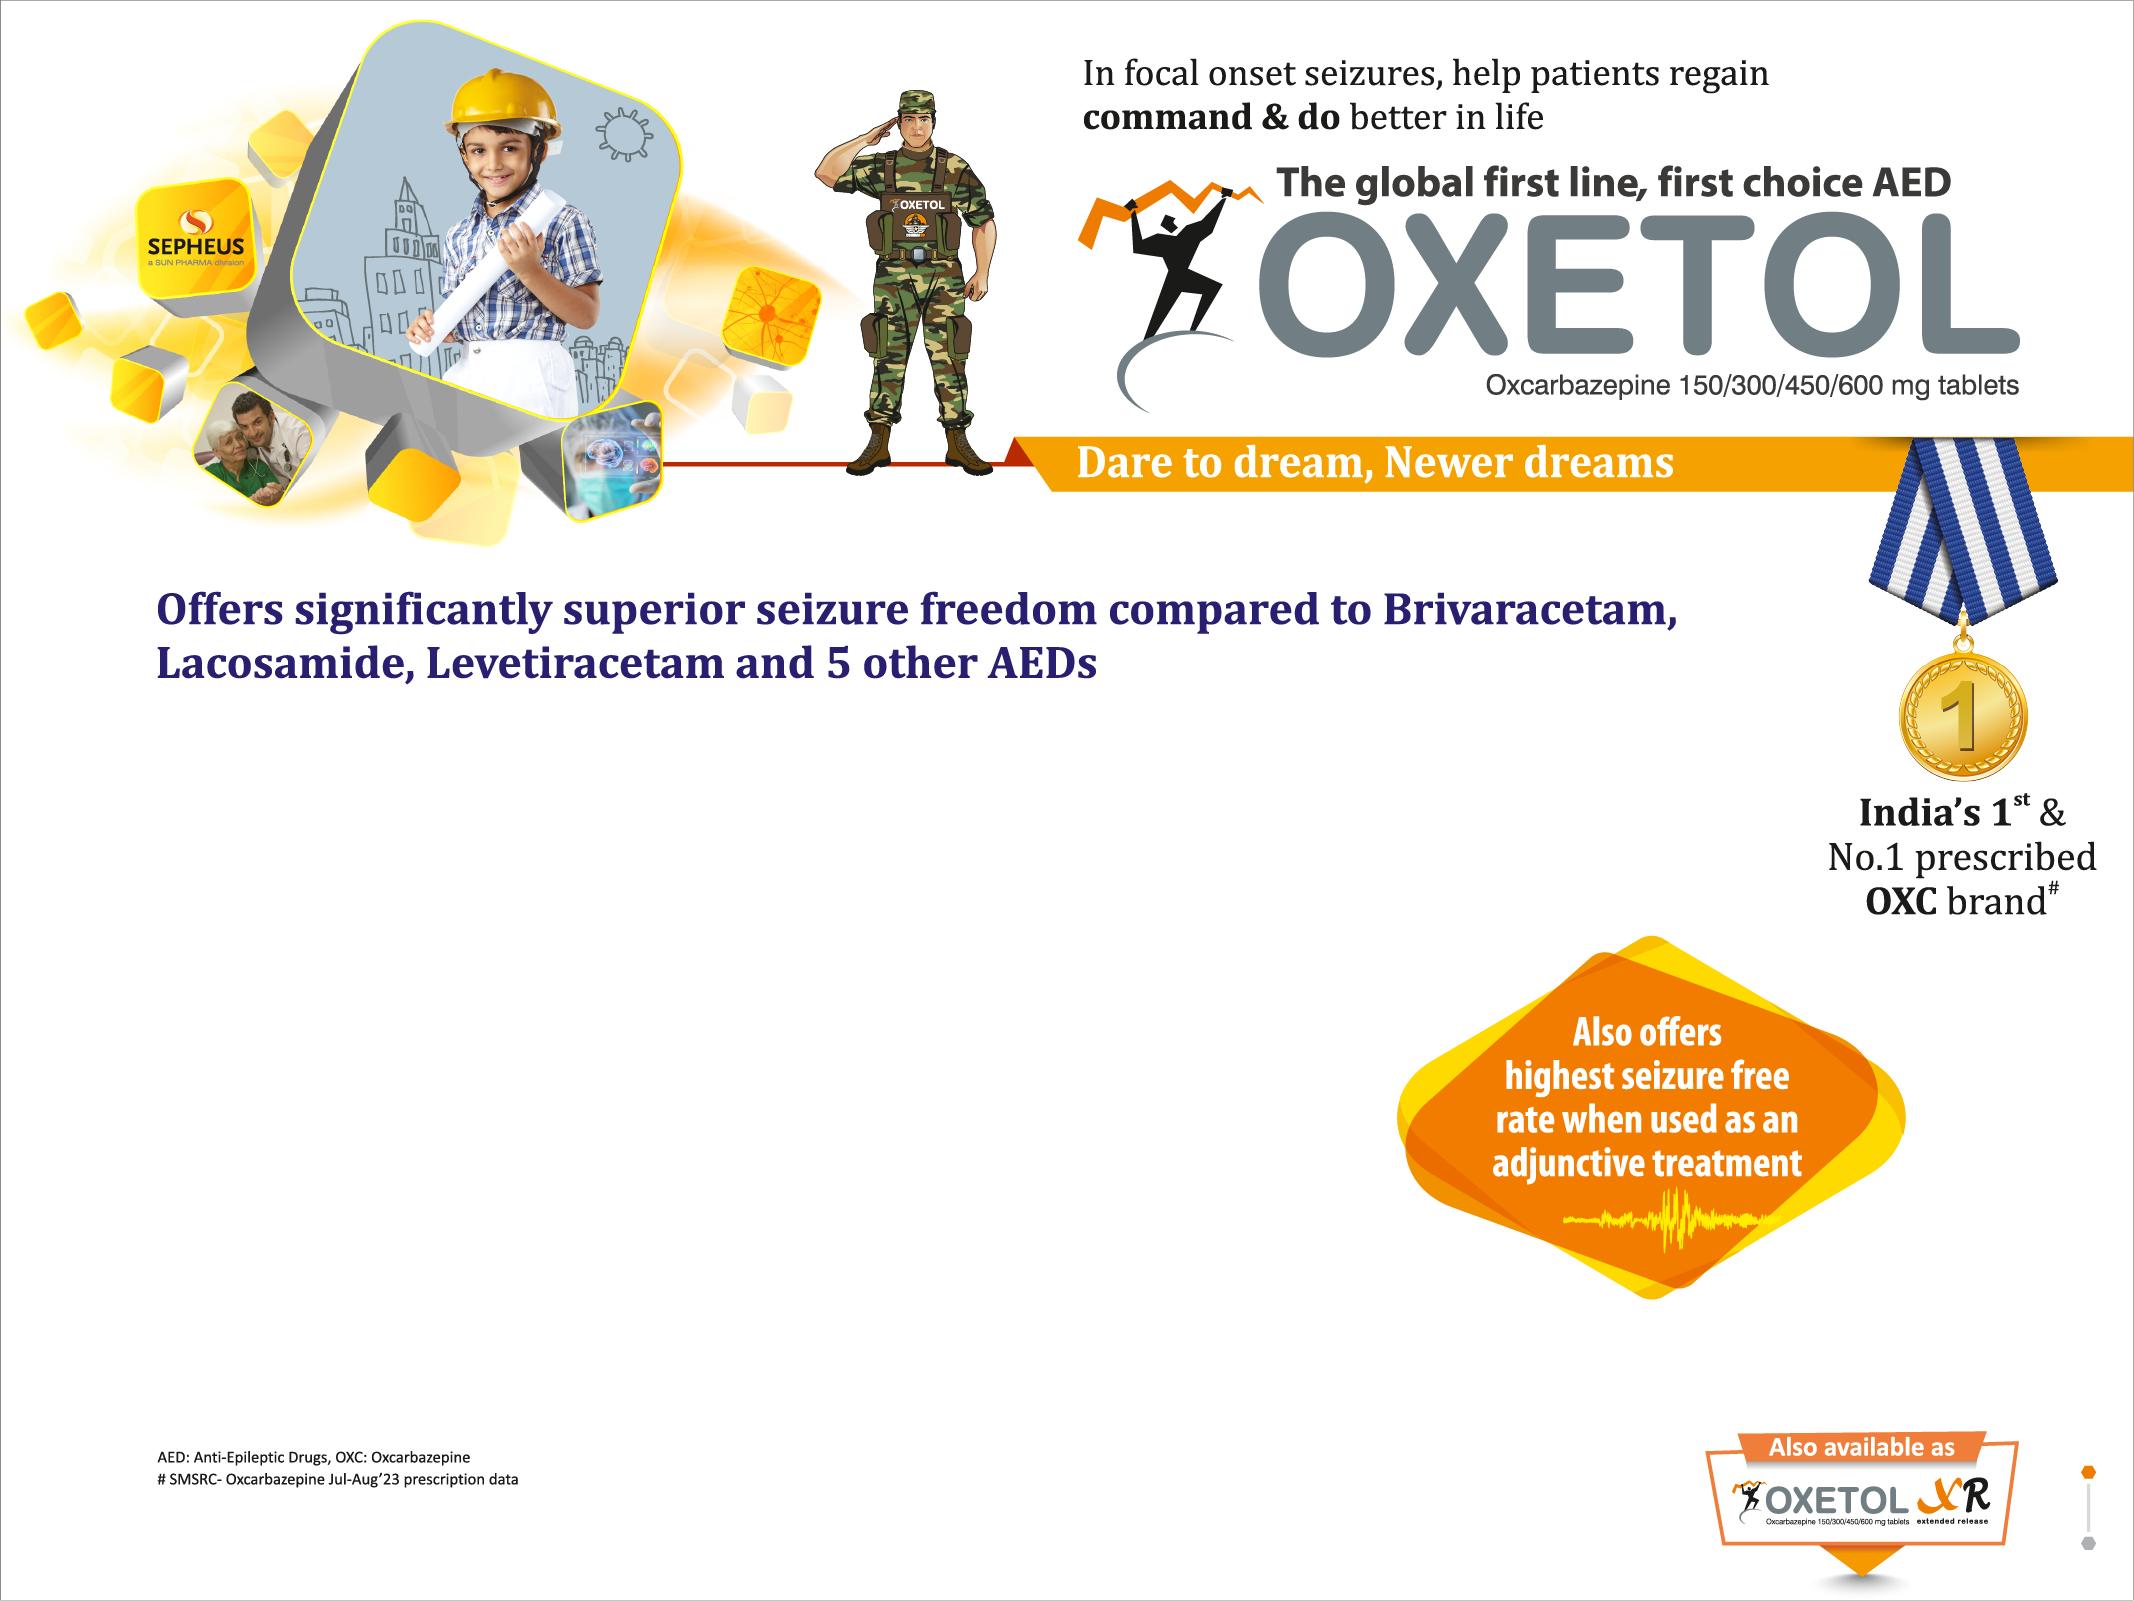 In focal onset seizures, help patients regain
command & do better in life
The global first line, first choice AED
OXETOL
Oxcarbazepine 150/300/450/600 mg tablets
SEPHEUS
a SUN PHARMA division
OXETOL
Dare to dream, Newer dreams
Offers significantly superior seizure freedom compared to Brivaracetam,
Lacosamide, Levetiracetam and 5 other AEDs
1
India's 1st &
No.1 prescribed
OXC brand#
Also offers
highest seizure free
rate when used as an
adjunctive treatment
AED: Anti-Epileptic Drugs, OXC: Oxcarbazepine
# SMSRC- Oxcarbazepine Jul-Aug'23 prescription data
Also available as
OXETOL XR
Oxcarbazepine 150/300/450/600 mg tablets extended release